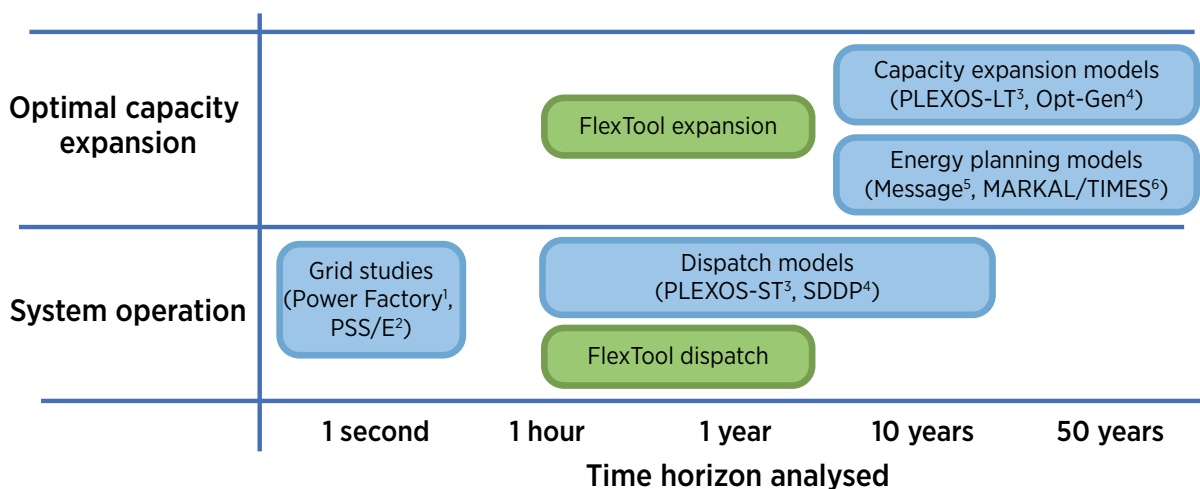 Optimal capacity
expansion
FlexTool expansion
Capacity expansion models
(PLEXOS-LT³, Opt-Gen⁴)
Energy planning models
(Message⁵, MARKAL/TIMES⁶)
System operation
Grid studies
(Power Factory¹,
PSS/E²)
Dispatch models
(PLEXOS-ST³, SDDP⁴)
FlexTool dispatch
1 second 1 hour 1 year 10 years 50 years
Time horizon analysed